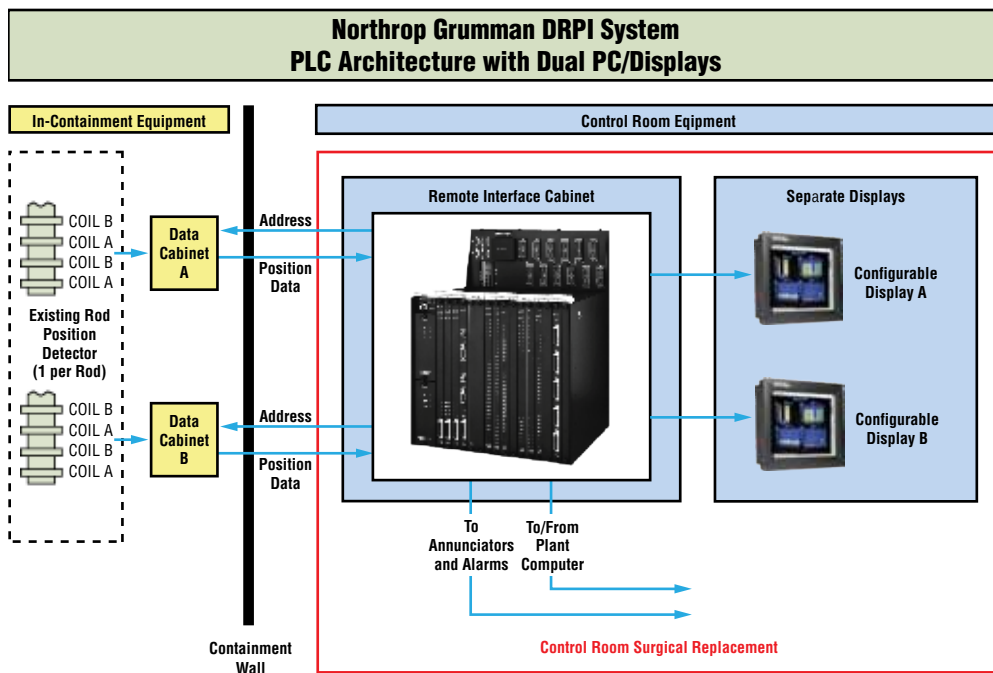 Northrop Grumman DRPI System
PLC Architecture with Dual PC/Displays
In-Containment Equipment
Control Room Eqipment
COIL B
COIL A
COIL B
COIL A
Existing Rod
Position
Detector
(1 per Rod)
COIL B
COIL A
COIL B
COIL A
Data
Cabinet
A
Data
Cabinet
B
Address
Position
Data
Address
Position
Data
Containment
Wall
Remote Interface Cabinet
To
Annunciators
and Alarms
To/From
Plant
Computer
Separate Displays
Configurable
Display A
Configurable
Display B
Control Room Surgical Replacement